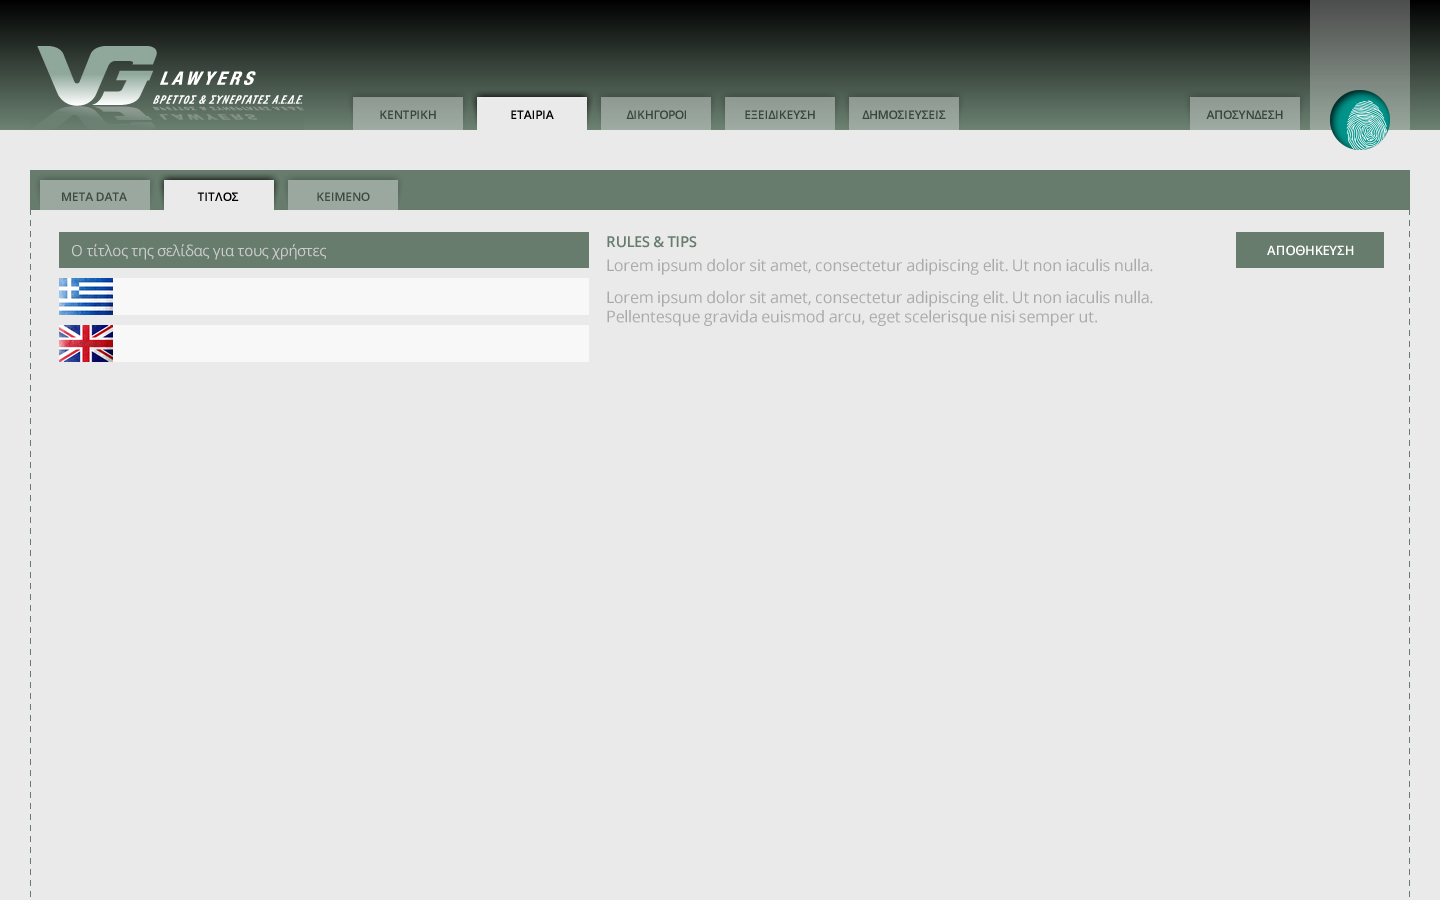 VG LAWYERS
ΒΡΕΤΤΟΣ & ΣΥΝΕΡΓΑΤΕΣ Α.Ε.Δ.Ε.
ΚΕΝΤΡΙΚΗ
ΕΤΑΙΡΙΑ
ΔΙΚΗΓΟΡΟΙ
ΕΞΕΙΔΙΚΕΥΣΗ
ΔΗΜΟΣΙΕΥΣΕΙΣ
ΑΠΟΣΥΝΔΕΣΗ
META DATA
ΤΙΤΛΟΣ
ΚΕΙΜΕΝΟ
Ο τίτλος της σελίδας για τους χρήστες
RULES & TIPS
Lorem ipsum dolor sit amet, consectetur adipiscing elit. Ut non iaculis nulla.
Lorem ipsum dolor sit amet, consectetur adipiscing elit. Ut non iaculis nulla.
Pellentesque gravida euismod arcu, eget scelerisque nisi semper ut.
ΑΠΟΘΗΚΕΥΣΗ